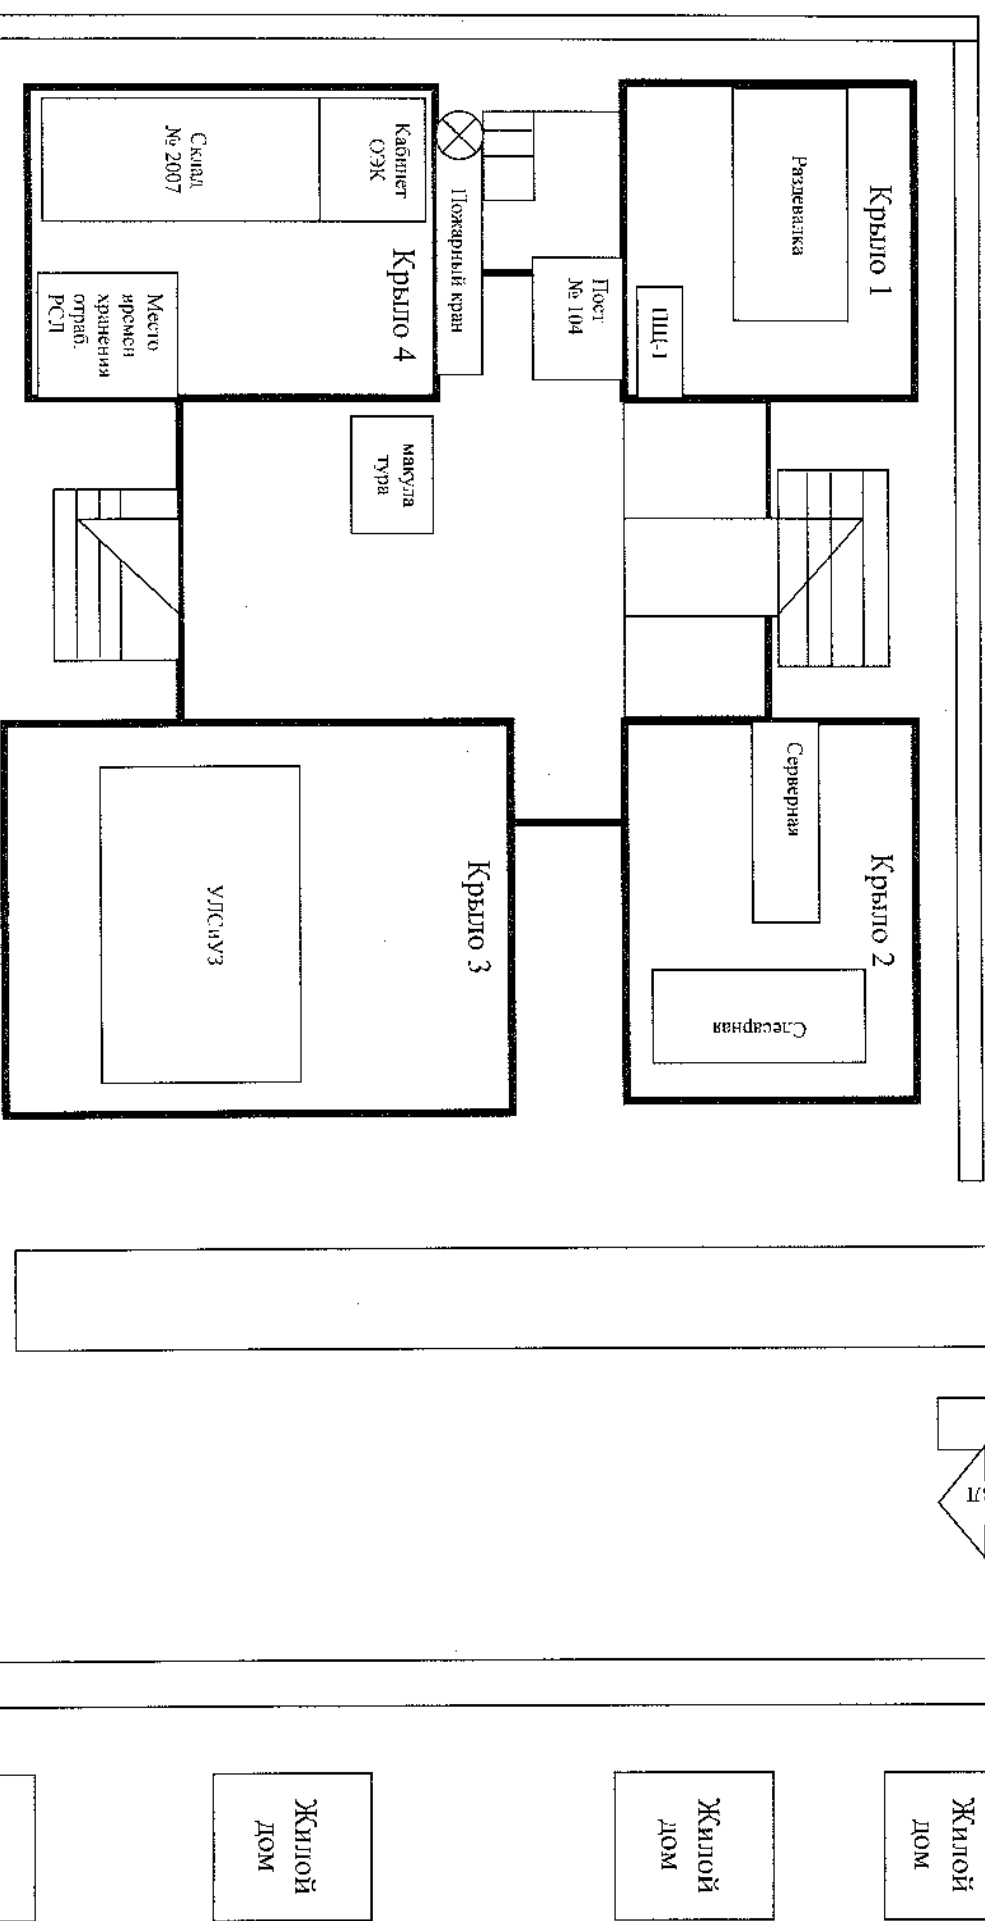 Крыло 1
Раздевалка
ПЩ-1
Пост
№ 104
Пожарный кран
Кабинет
ОЭК
Склад
№ 2007
Крыло 4
Место
времен
хранения
отраб.
РСЛ
макула
тура
Крыло 2
Серверная
Слесарная
Крыло 3
УЛСиУЗ
Жилой
дом
Жилой
дом
Жилой
дом